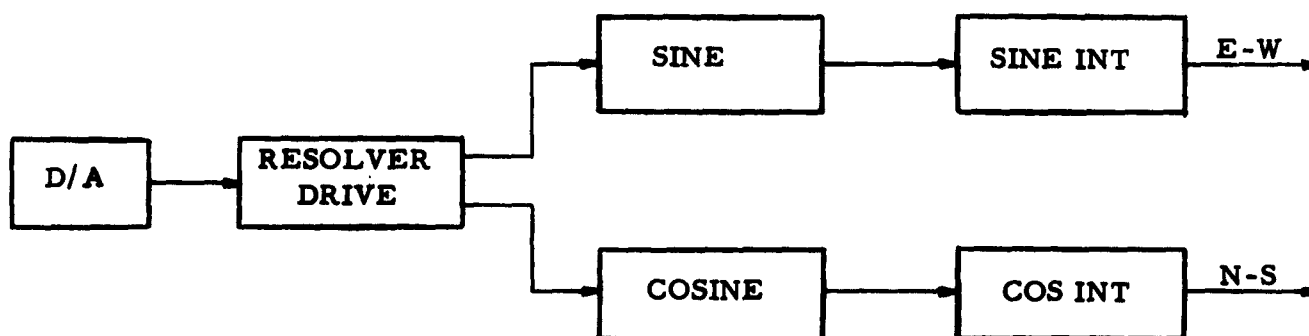 SINE
SINE INT
E-W
D/A
RESOLVER
DRIVE
COSINE
COS INT
N-S